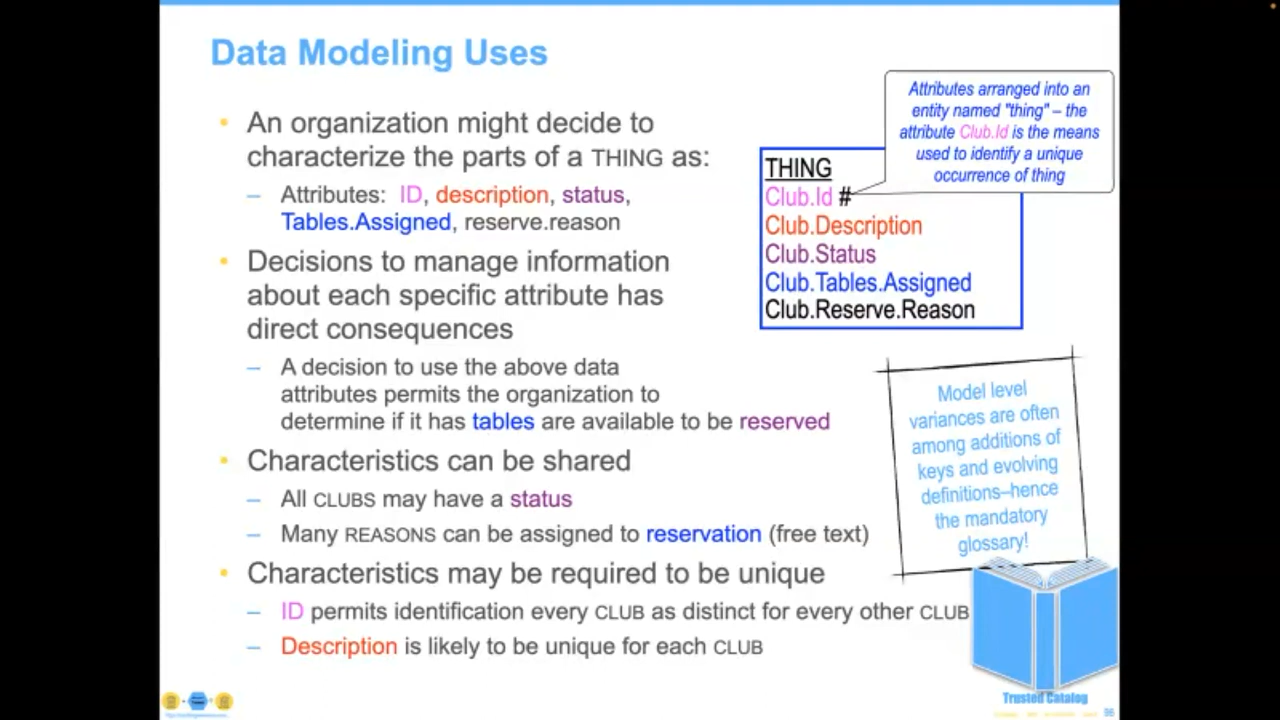 Data Modeling Uses
• An organization might decide to
characterize the parts of a THING as:
– Attributes: ID, description, status,
Tables.Assigned, reserve.reason
• Decisions to manage information
about each specific attribute has
direct consequences
– A decision to use the above data
attributes permits the organization to
determine if it has tables are available to be reserved
• Characteristics can be shared
– All CLUBS may have a status
– Many REASONS can be assigned to reservation (free text)
• Characteristics may be required to be unique
– ID permits identification every CLUB as distinct for every other CLUB
– Description is likely to be unique for each CLUB
Attributes arranged into an
entity named "thing" – the
attribute Club.Id is the means
used to identify a unique
occurrence of thing
THING
Club.Id #
Club.Description
Club.Status
Club.Tables.Assigned
Club.Reserve.Reason
Model level
variances are often
among additions of
keys and evolving
definitions–hence
the mandatory
glossary!
Trusted Catalog